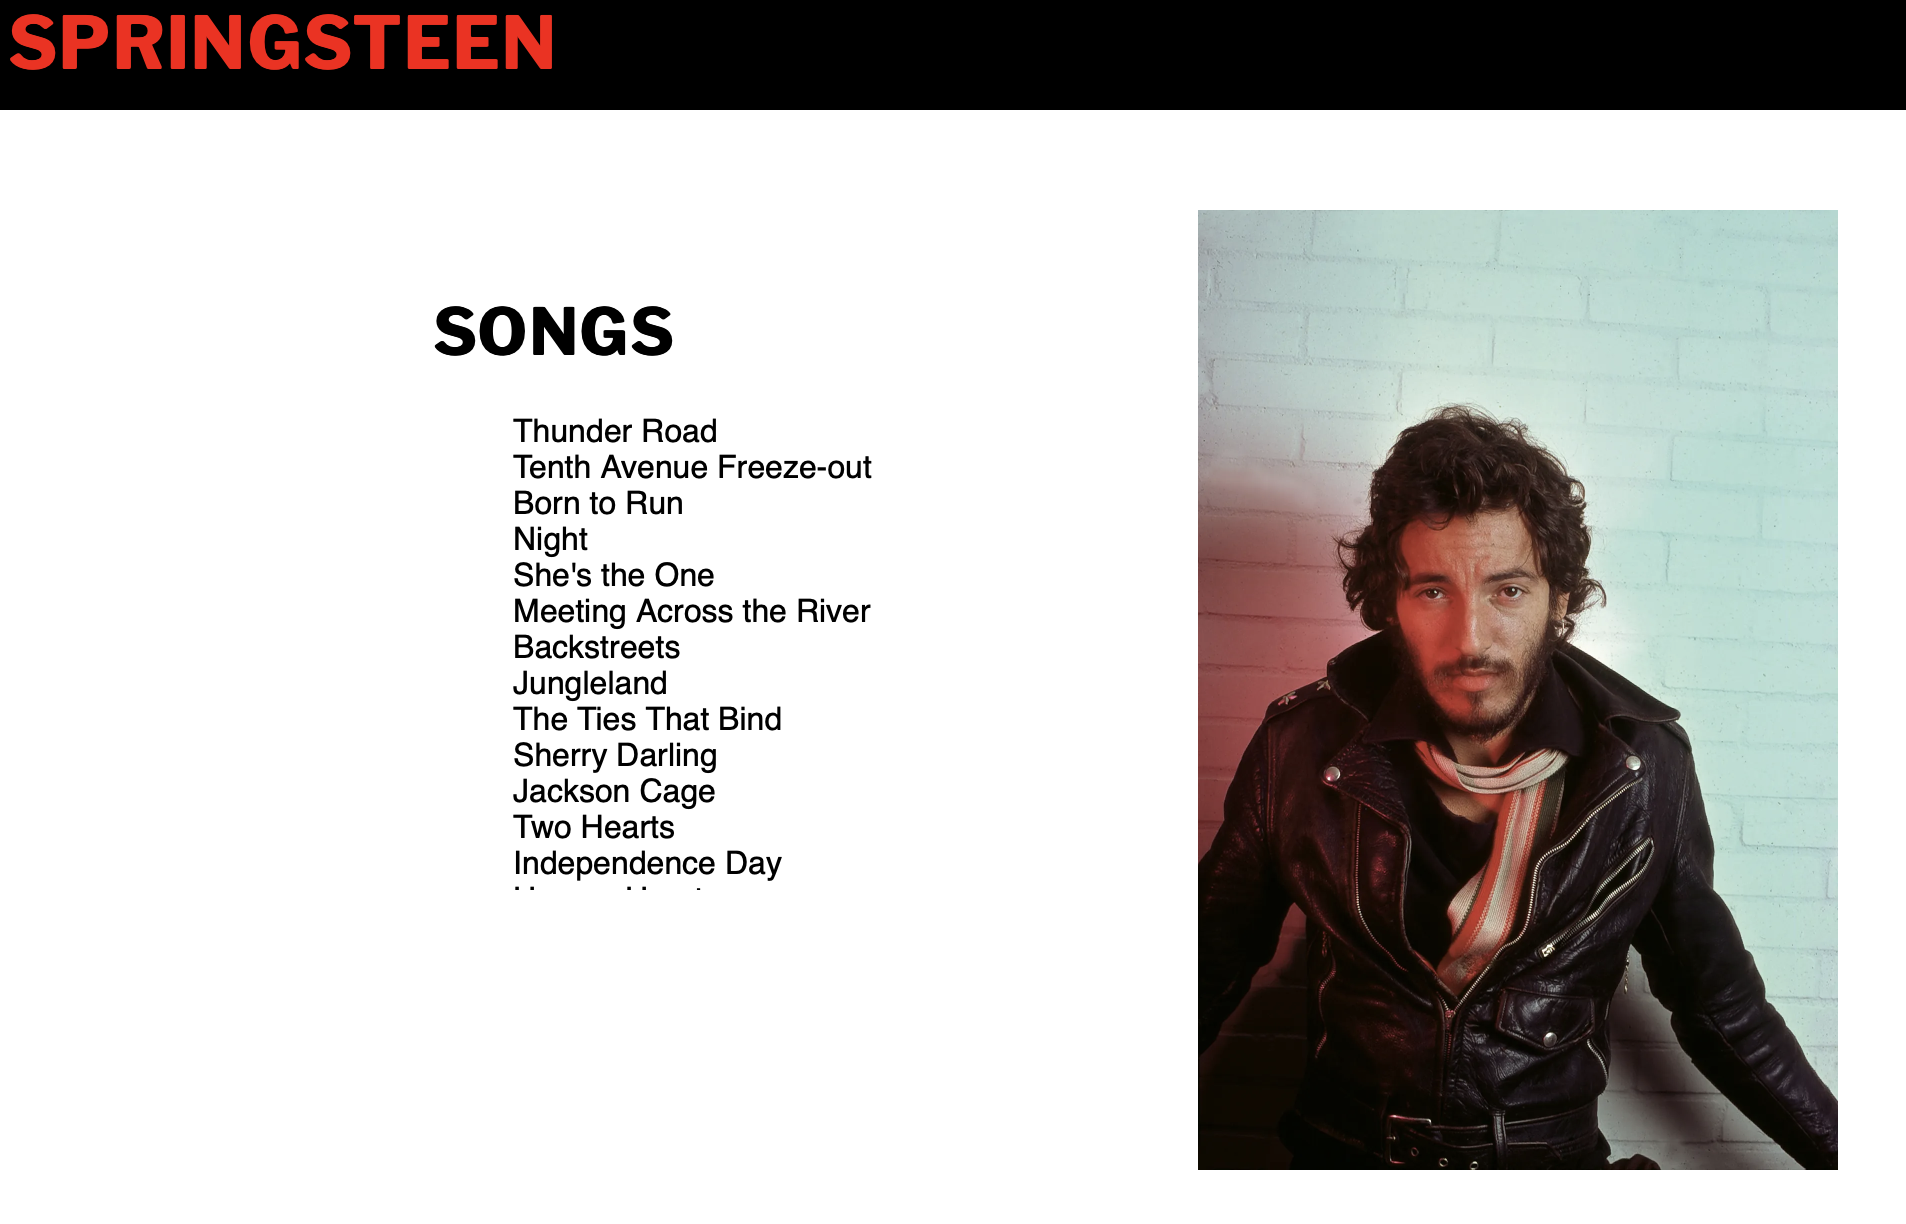 SPRINGSTEEN
SONGS
Thunder Road
Tenth Avenue Freeze-out
Born to Run
Night
She's the One
Meeting Across the River
Backstreets
Jungleland
The Ties That Bind
Sherry Darling
Jackson Cage
Two Hearts
Independence Day